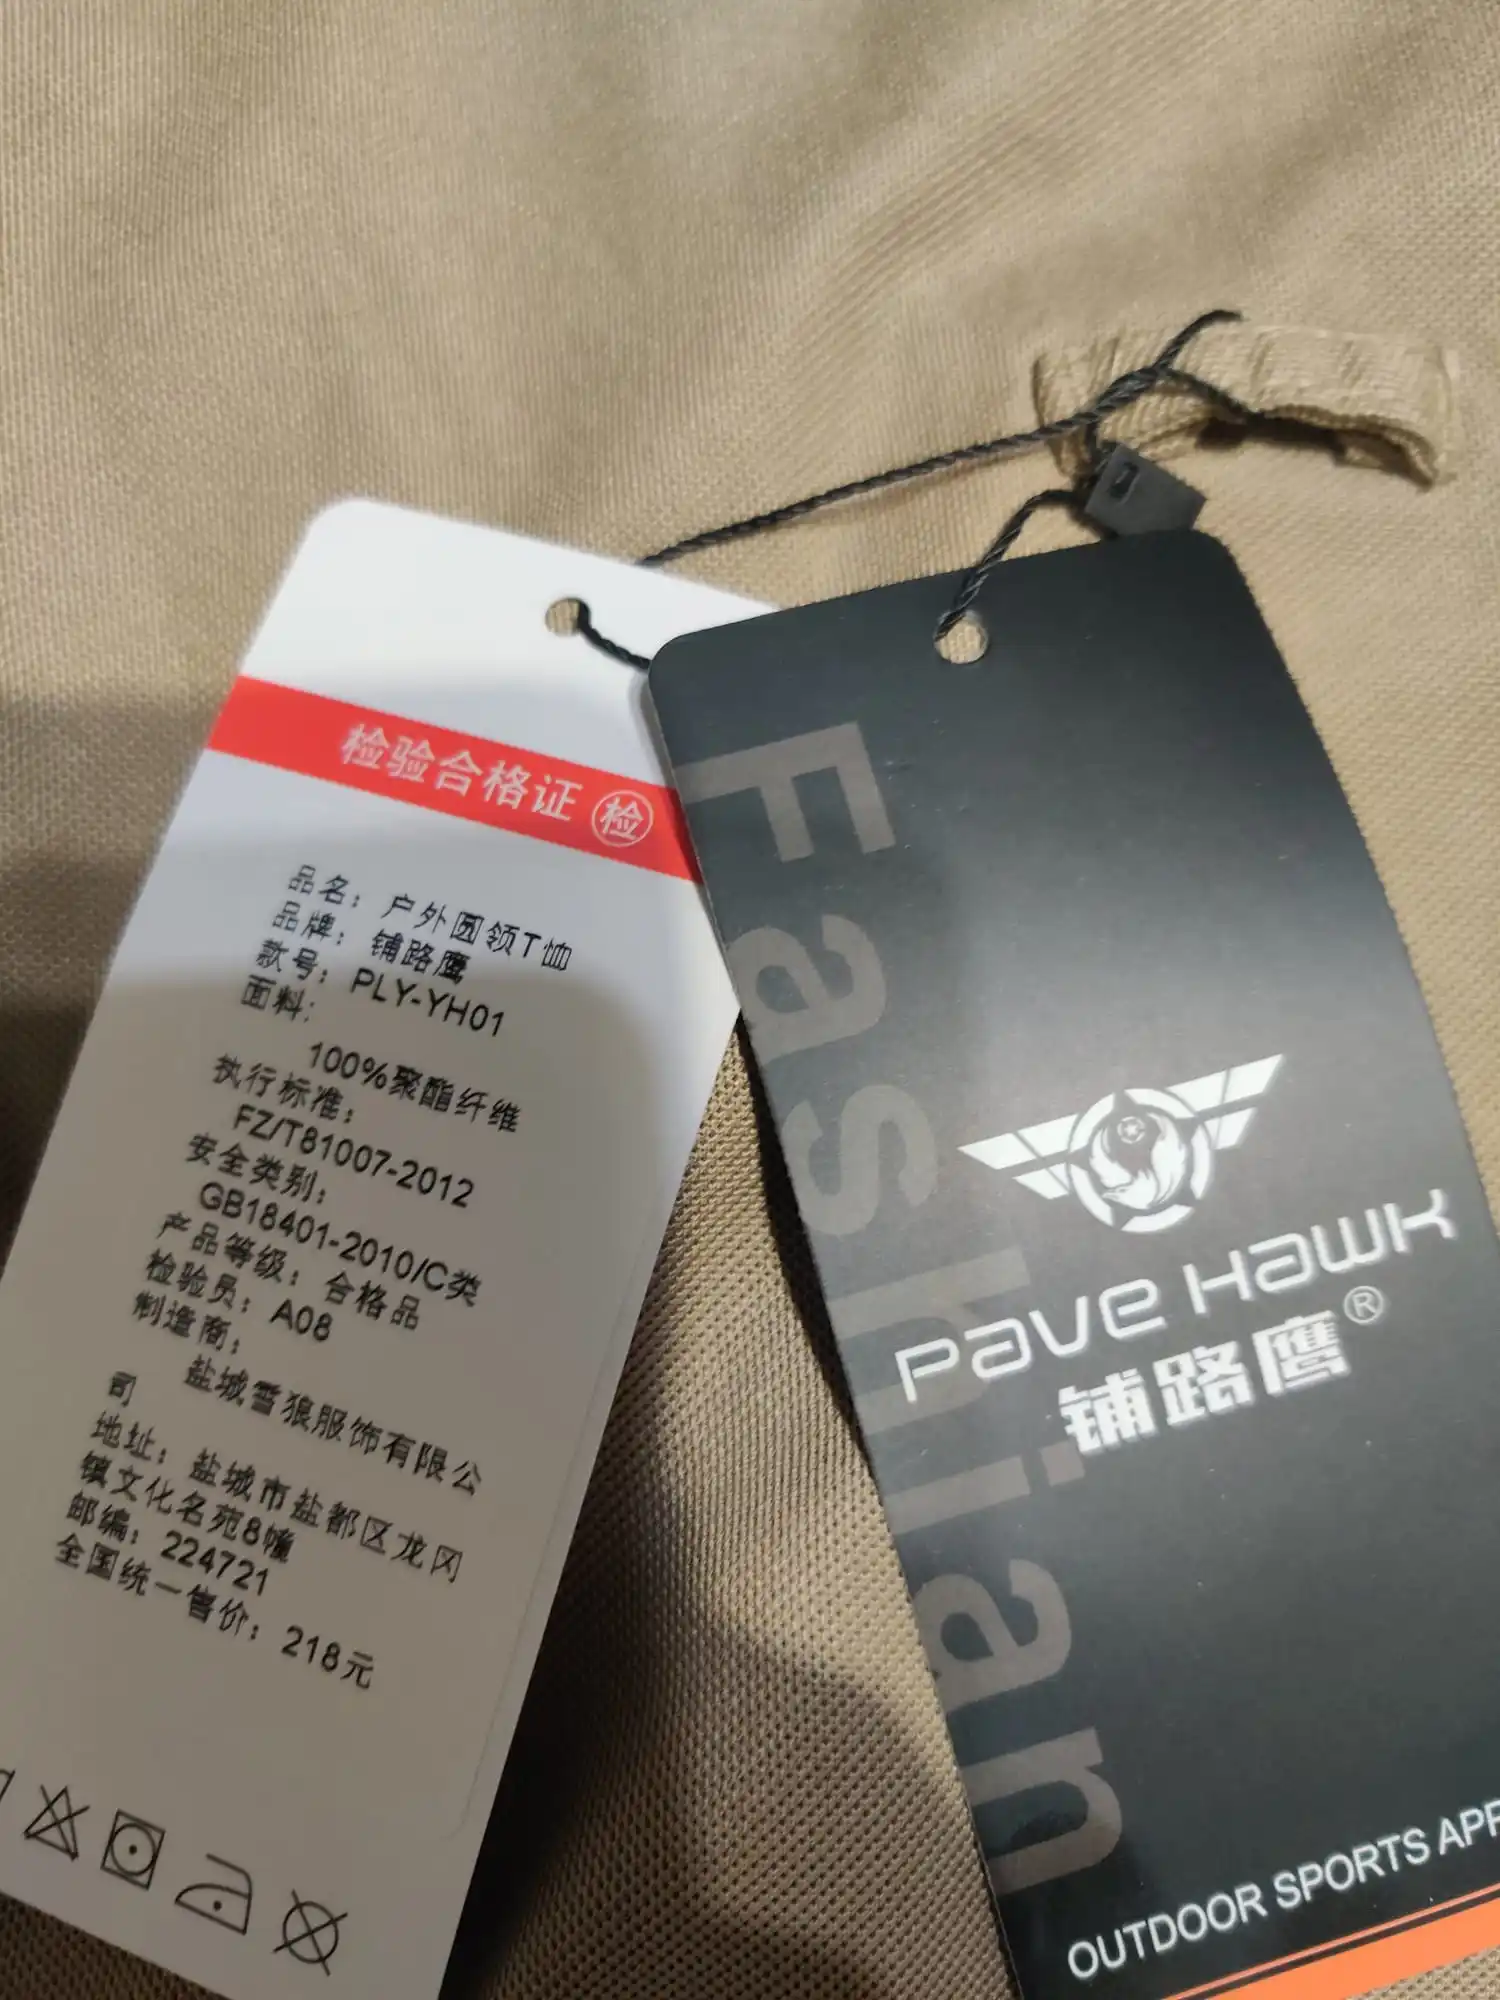 检验合格证 检
品名：户外圆领T恤
品牌：铺路鹰
款号：PLY-YH01
面料：
100%聚酯纤维
执行标准：
FZ/T81007-2012
安全类别：
GB18401-2010/C类
产品等级：合格品
检验员：A08
制造商：
盐城雪狼服饰有限公
司
地址：盐城市盐都区龙冈
镇文化名苑8幢
邮编：224721
全国统一售价：218元
Fashian
PAVE HAWK
铺路鹰®
OUTDOOR SPORTS APP